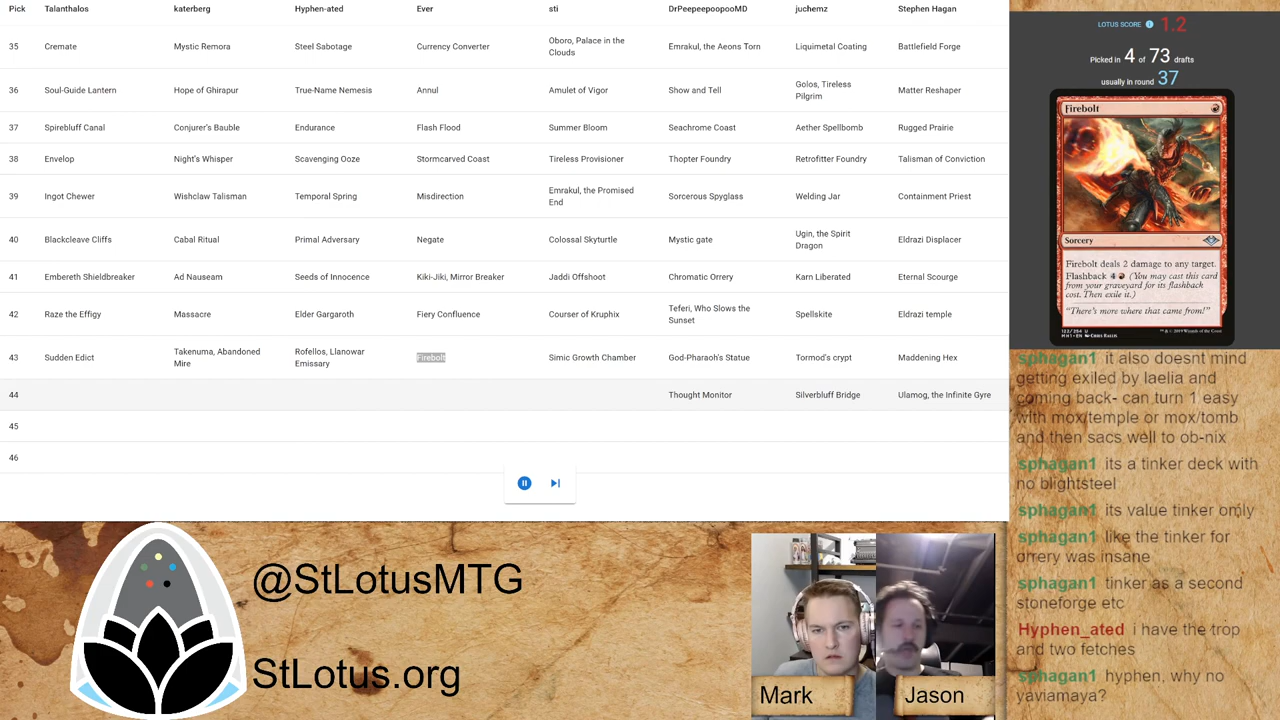 Pick Talanthalos katerberg Hyphen-ated Ever sti DrPeepeepoopooMD juchemz Stephen Hagan
35 Cremate Mystic Remora Steel Sabotage Currency Converter Oboro, Palace in the Clouds Emrakul, the Aeons Torn Liquimetal Coating Battlefield Forge
36 Soul-Guide Lantern Hope of Ghirapur True-Name Nemesis Annul Amulet of Vigor Show and Tell Golos, Tireless Pilgrim Matter Reshaper
37 Spirebluff Canal Conjurer's Bauble Endurance Flash Flood Summer Bloom Seachrome Coast Aether Spellbomb Rugged Prairie
38 Envelop Night's Whisper Scavenging Ooze Stormcarved Coast Tireless Provisioner Thopter Foundry Retrofitter Foundry Talisman of Conviction
39 Ingot Chewer Wishclaw Talisman Temporal Spring Misdirection Emrakul, the Promised End Sorcerous Spyglass Welding Jar Containment Priest
40 Blackcleave Cliffs Cabal Ritual Primal Adversary Negate Colossal Skyturtle Mystic gate Ugin, the Spirit Dragon Eldrazi Displacer
41 Embereth Shieldbreaker Ad Nauseam Seeds of Innocence Kiki-Jiki, Mirror Breaker Jaddi Offshoot Chromatic Orrery Karn Liberated Eternal Scourge
42 Raze the Effigy Massacre Elder Gargaroth Fiery Confluence Courser of Kruphix Teferi, Who Slows the Sunset Spellskite Eldrazi temple
43 Sudden Edict Takenuma, Abandoned Mire Rofellos, Llanowar Emissary Firebolt Simic Growth Chamber God-Pharaoh's Statue Tormod's crypt Maddening Hex
44 Thought Monitor Silverbluff Bridge Ulamog, the Infinite Gyre
45
46
LOTUS SCORE 1.2
Picked in 4 of 73 drafts
usually in round 37
Firebolt
Sorcery
Firebolt deals 2 damage to any target.
Flashback 4 (You may cast this card
from your graveyard for its flashback
cost. Then exile it.)
"There's more where that came from!"
sphagan1 it also doesnt mind
getting exiled by laelia and
coming back- can turn 1 easy
with mox/temple or mox/tomb
and then sacs well to ob-nix
sphagan1 its a tinker deck with
no blightsteel
sphagan1 its value tinker omly
sphagan1 like the tinker for
orrery was insane
sphagan1 tinker as a second
stoneforge etc
Hyphen_ated i have the trop
and two fetches
sphagan1 hyphen, why no
yaviamaya?
@StLotusMTG
StLotus.org
Mark
Jason